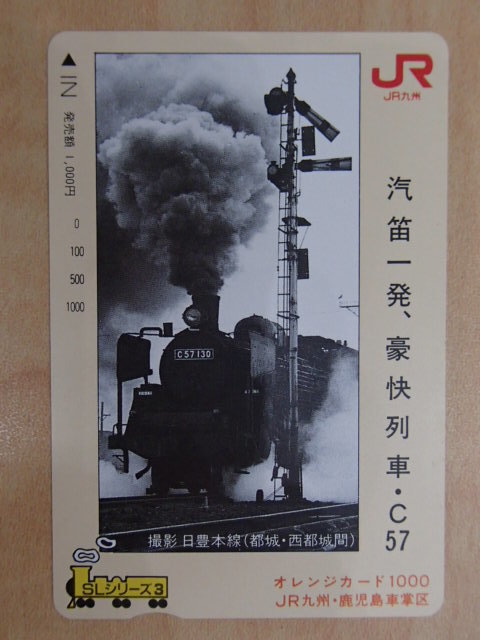 ▲IN
発売額 1,000円
0
100
500
1000
JR
JR九州
汽笛一発、豪快列車・C57
C57130
撮影 日豊本線(都城・西都城間)
SLシリーズ3
オレンジカード1000
JR九州・鹿児島車掌区